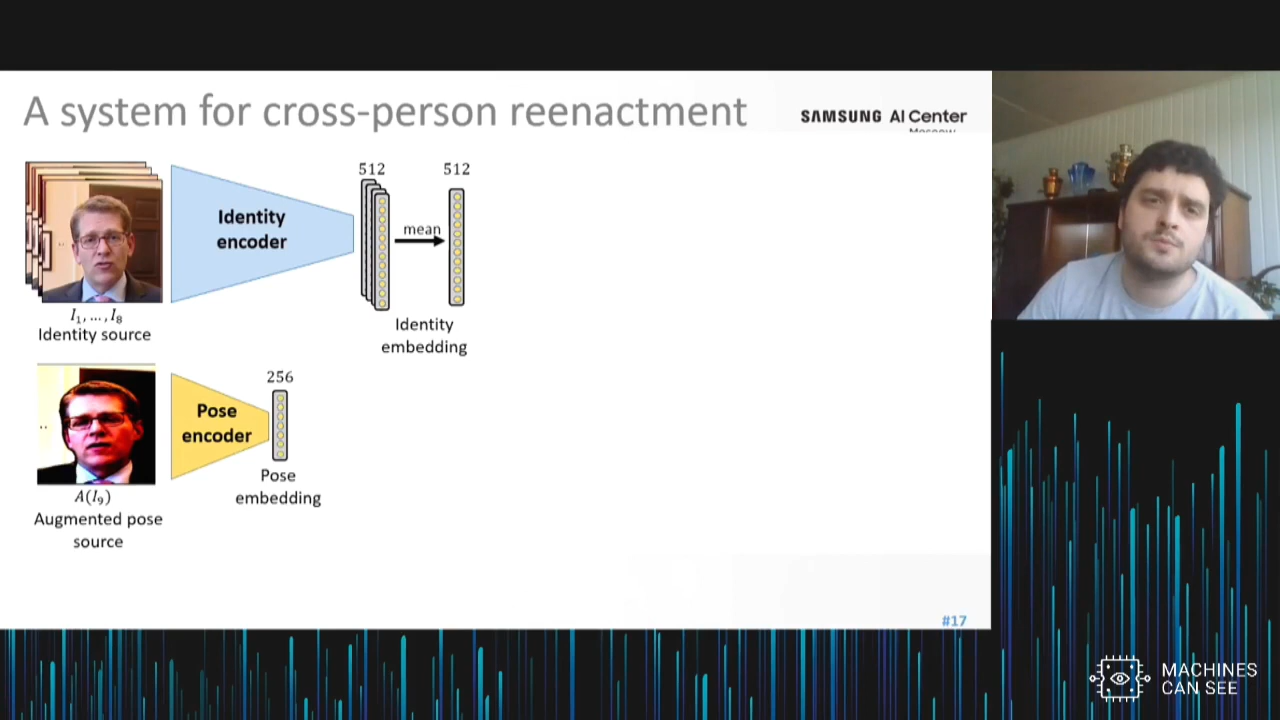 A system for cross-person reenactment
SAMSUNG AI Center
Moscow
512
512
Identity
encoder
mean
I₁, … , I₈
Identity source
Identity
embedding
256
Pose
encoder
Pose
embedding
A(I₉)
Augmented pose
source
#17
MACHINES
CAN SEE